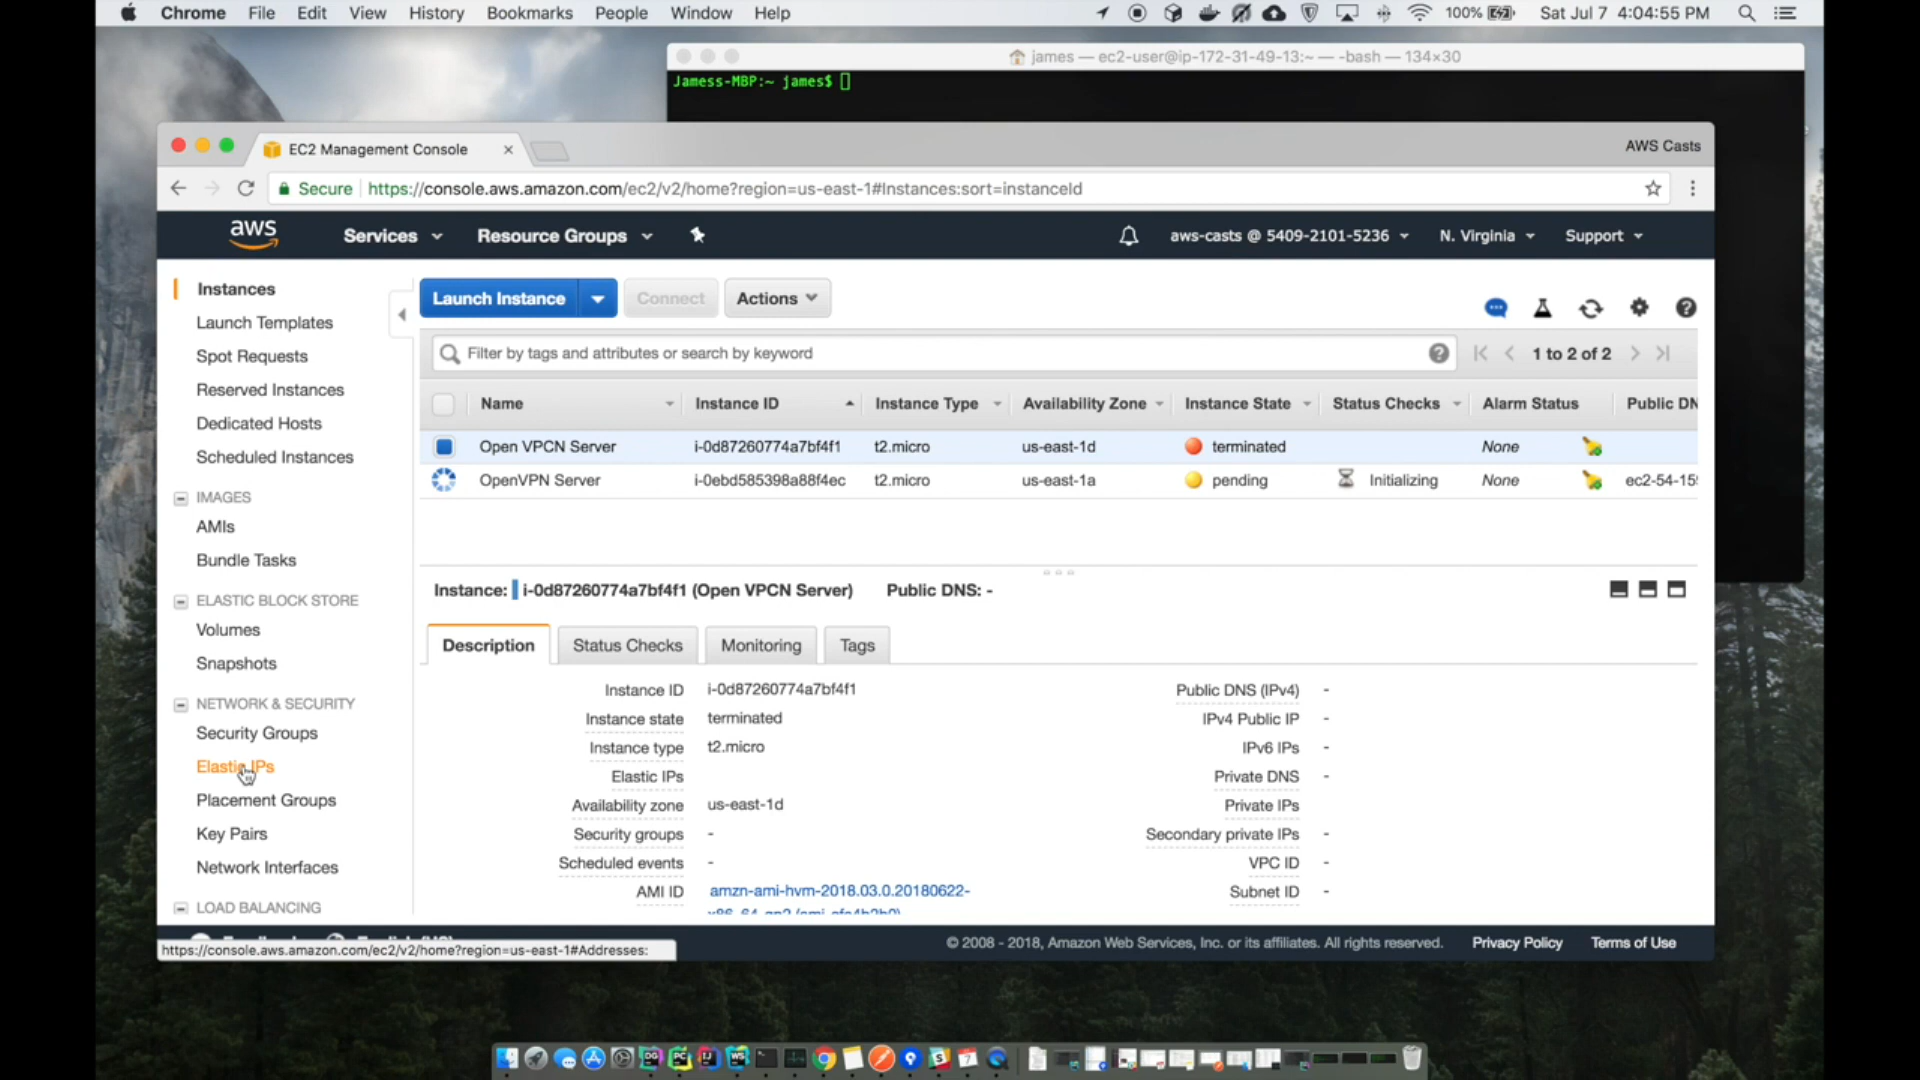 Chrome File Edit View History Bookmarks People Window Help 100% Sat Jul 7 4:04:55 PM
james — ec2-user@ip-172-31-49-13:~ — -bash — 134×30
Jamess-MBP:~ james$
EC2 Management Console
AWS Casts
Secure https://console.aws.amazon.com/ec2/v2/home?region=us-east-1#Instances:sort=instanceId
aws Services Resource Groups aws-casts @ 5409-2101-5236 N. Virginia Support
Instances
Launch Templates
Spot Requests
Reserved Instances
Dedicated Hosts
Scheduled Instances
IMAGES
AMIs
Bundle Tasks
ELASTIC BLOCK STORE
Volumes
Snapshots
NETWORK & SECURITY
Security Groups
Elastic IPs
Placement Groups
Key Pairs
Network Interfaces
LOAD BALANCING
Launch Instance Connect Actions
Filter by tags and attributes or search by keyword 1 to 2 of 2
Name Instance ID Instance Type Availability Zone Instance State Status Checks Alarm Status Public DN
Open VPCN Server i-0d87260774a7bf4f1 t2.micro us-east-1d terminated None
OpenVPN Server i-0ebd585398a88f4ec t2.micro us-east-1a pending Initializing None ec2-54-15
Instance: i-0d87260774a7bf4f1 (Open VPCN Server) Public DNS: -
Description Status Checks Monitoring Tags
Instance ID i-0d87260774a7bf4f1 Public DNS (IPv4) -
Instance state terminated IPv4 Public IP -
Instance type t2.micro IPv6 IPs -
Elastic IPs Private DNS -
Availability zone us-east-1d Private IPs -
Security groups - Secondary private IPs -
Scheduled events - VPC ID -
AMI ID amzn-ami-hvm-2018.03.0.20180622- Subnet ID -
https://console.aws.amazon.com/ec2/v2/home?region=us-east-1#Addresses:
© 2008 - 2018, Amazon Web Services, Inc. or its affiliates. All rights reserved. Privacy Policy Terms of Use